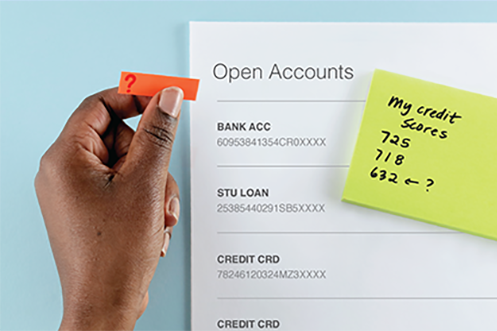 ?
Open Accounts
BANK ACC
60953841354CR0XXXX
STU LOAN
25385440291SB5XXXX
CREDIT CRD
78246120324MZ3XXXX
CREDIT CRD
My credit
Scores
725
718
632 ← ?